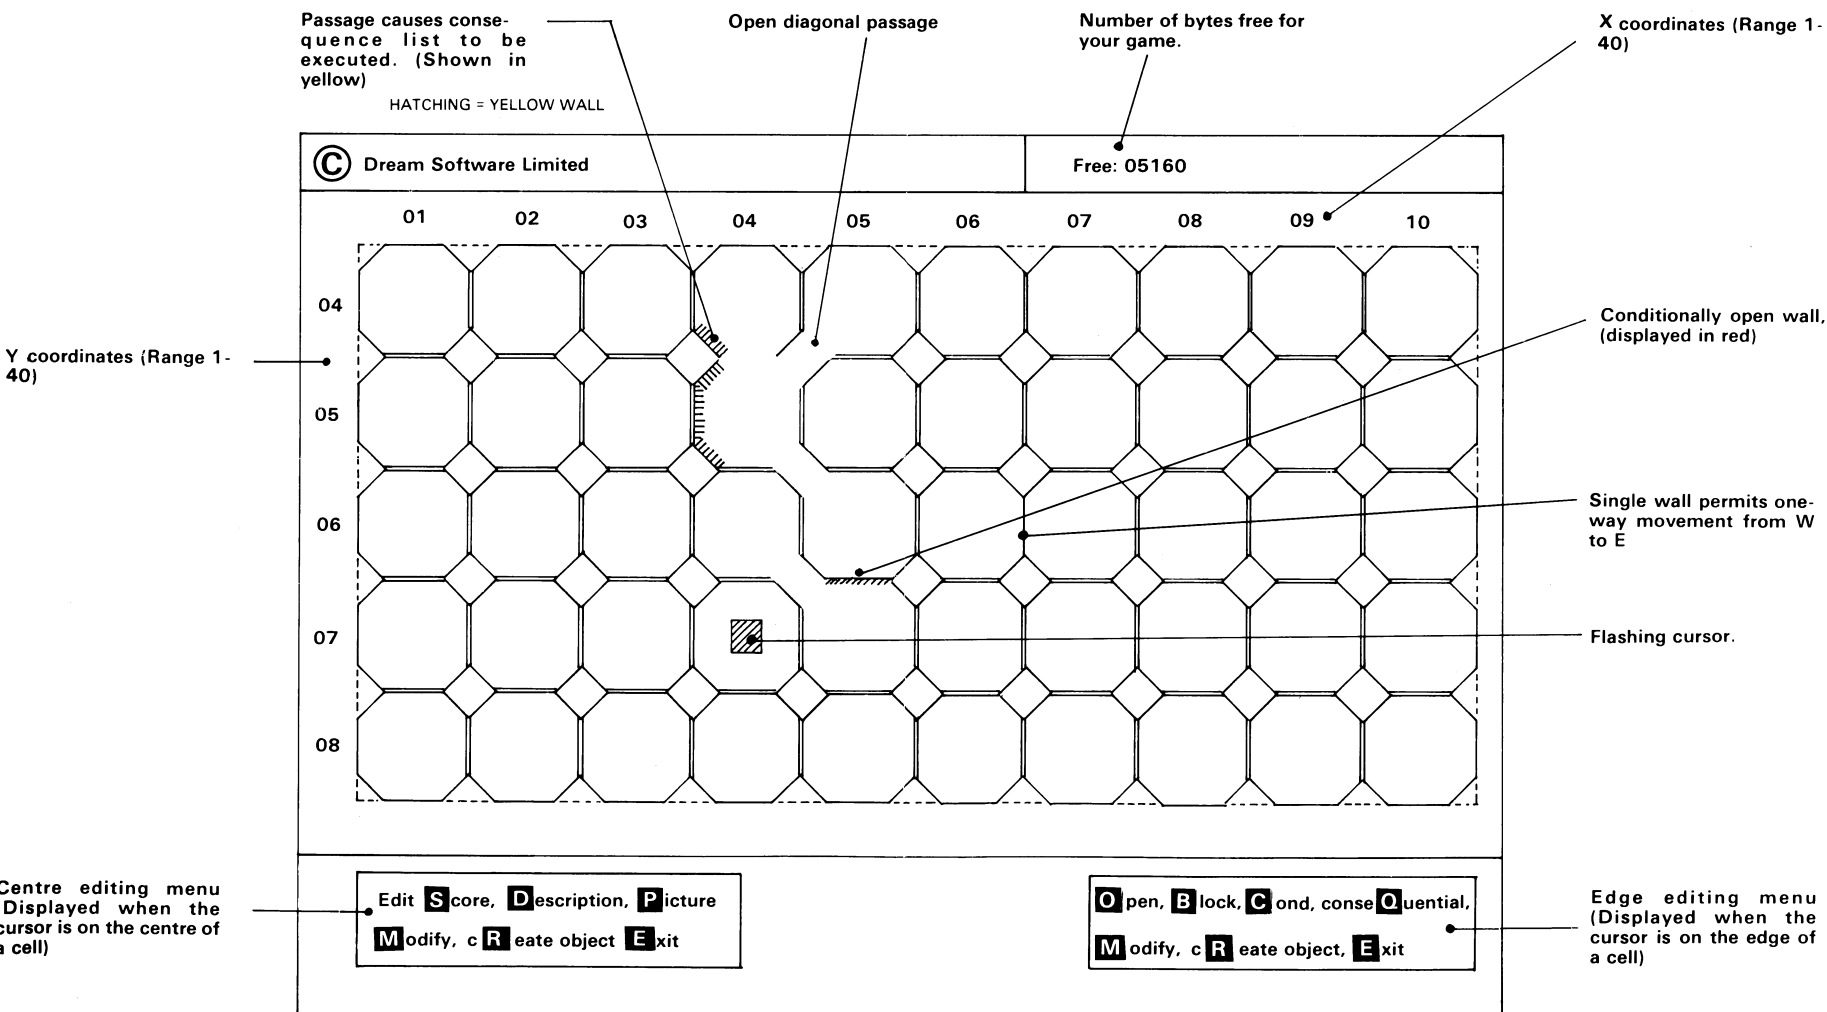 Passage causes conse-
quence list to be
executed. (Shown in
yellow)
HATCHING = YELLOW WALL
Open diagonal passage
Number of bytes free for
your game.
X coordinates (Range 1-
40)
© Dream Software Limited
Free: 05160
01 02 03 04 05 06 07 08 09 10
04
05
06
07
08
Y coordinates (Range 1-
40)
Conditionally open wall,
(displayed in red)
Single wall permits one-
way movement from W
to E
Flashing cursor.
Centre editing menu
(Displayed when the
cursor is on the centre of
a cell)
Edit Score, Description, Picture
Modify, cReate object Exit
Open, Block, Cond, conseQuential,
Modify, cReate object, Exit
Edge editing menu
(Displayed when the
cursor is on the edge of
a cell)